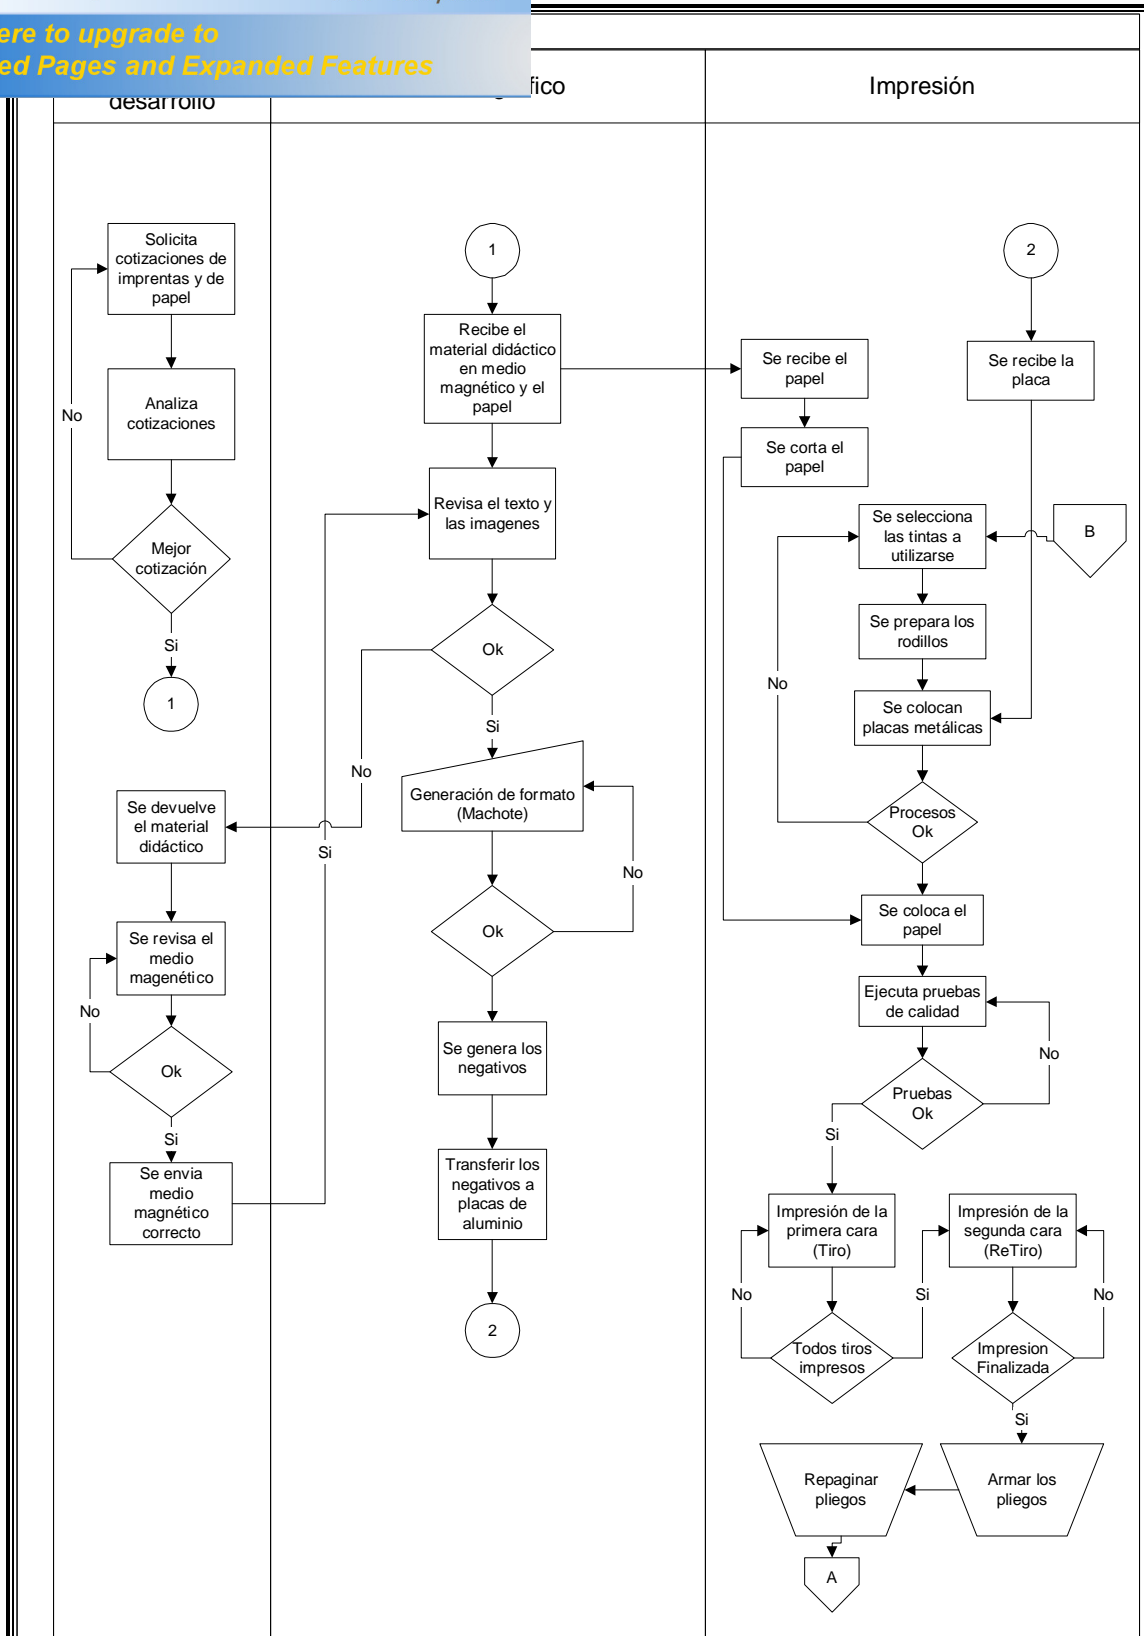 ere to upgrade to
ed Pages and Expanded Features
desarrollo
fico
Impresión
Solicita
cotizaciones de
imprentas y de
papel
Analiza
cotizaciones
No
Mejor
cotización
Si
1
Se devuelve
el material
didáctico
Se revisa el
medio
magenético
No
Ok
Si
Se envia
medio
magnético
correcto
1
Recibe el
material didáctico
en medio
magnético y el
papel
Revisa el texto y
las imagenes
Ok
Si
No
Si
Generación de formato
(Machote)
No
Ok
Se genera los
negativos
Transferir los
negativos a
placas de
aluminio
2
2
Se recibe el
papel
Se recibe la
placa
Se corta el
papel
Se selecciona
las tintas a
utilizarse
B
Se prepara los
rodillos
No
Se colocan
placas metálicas
Procesos
Ok
Se coloca el
papel
Ejecuta pruebas
de calidad
No
Pruebas
Ok
Si
Impresión de la
primera cara
(Tiro)
Impresión de la
segunda cara
(ReTiro)
No
Si
No
Todos tiros
impresos
Impresion
Finalizada
Si
Repaginar
pliegos
Armar los
pliegos
A